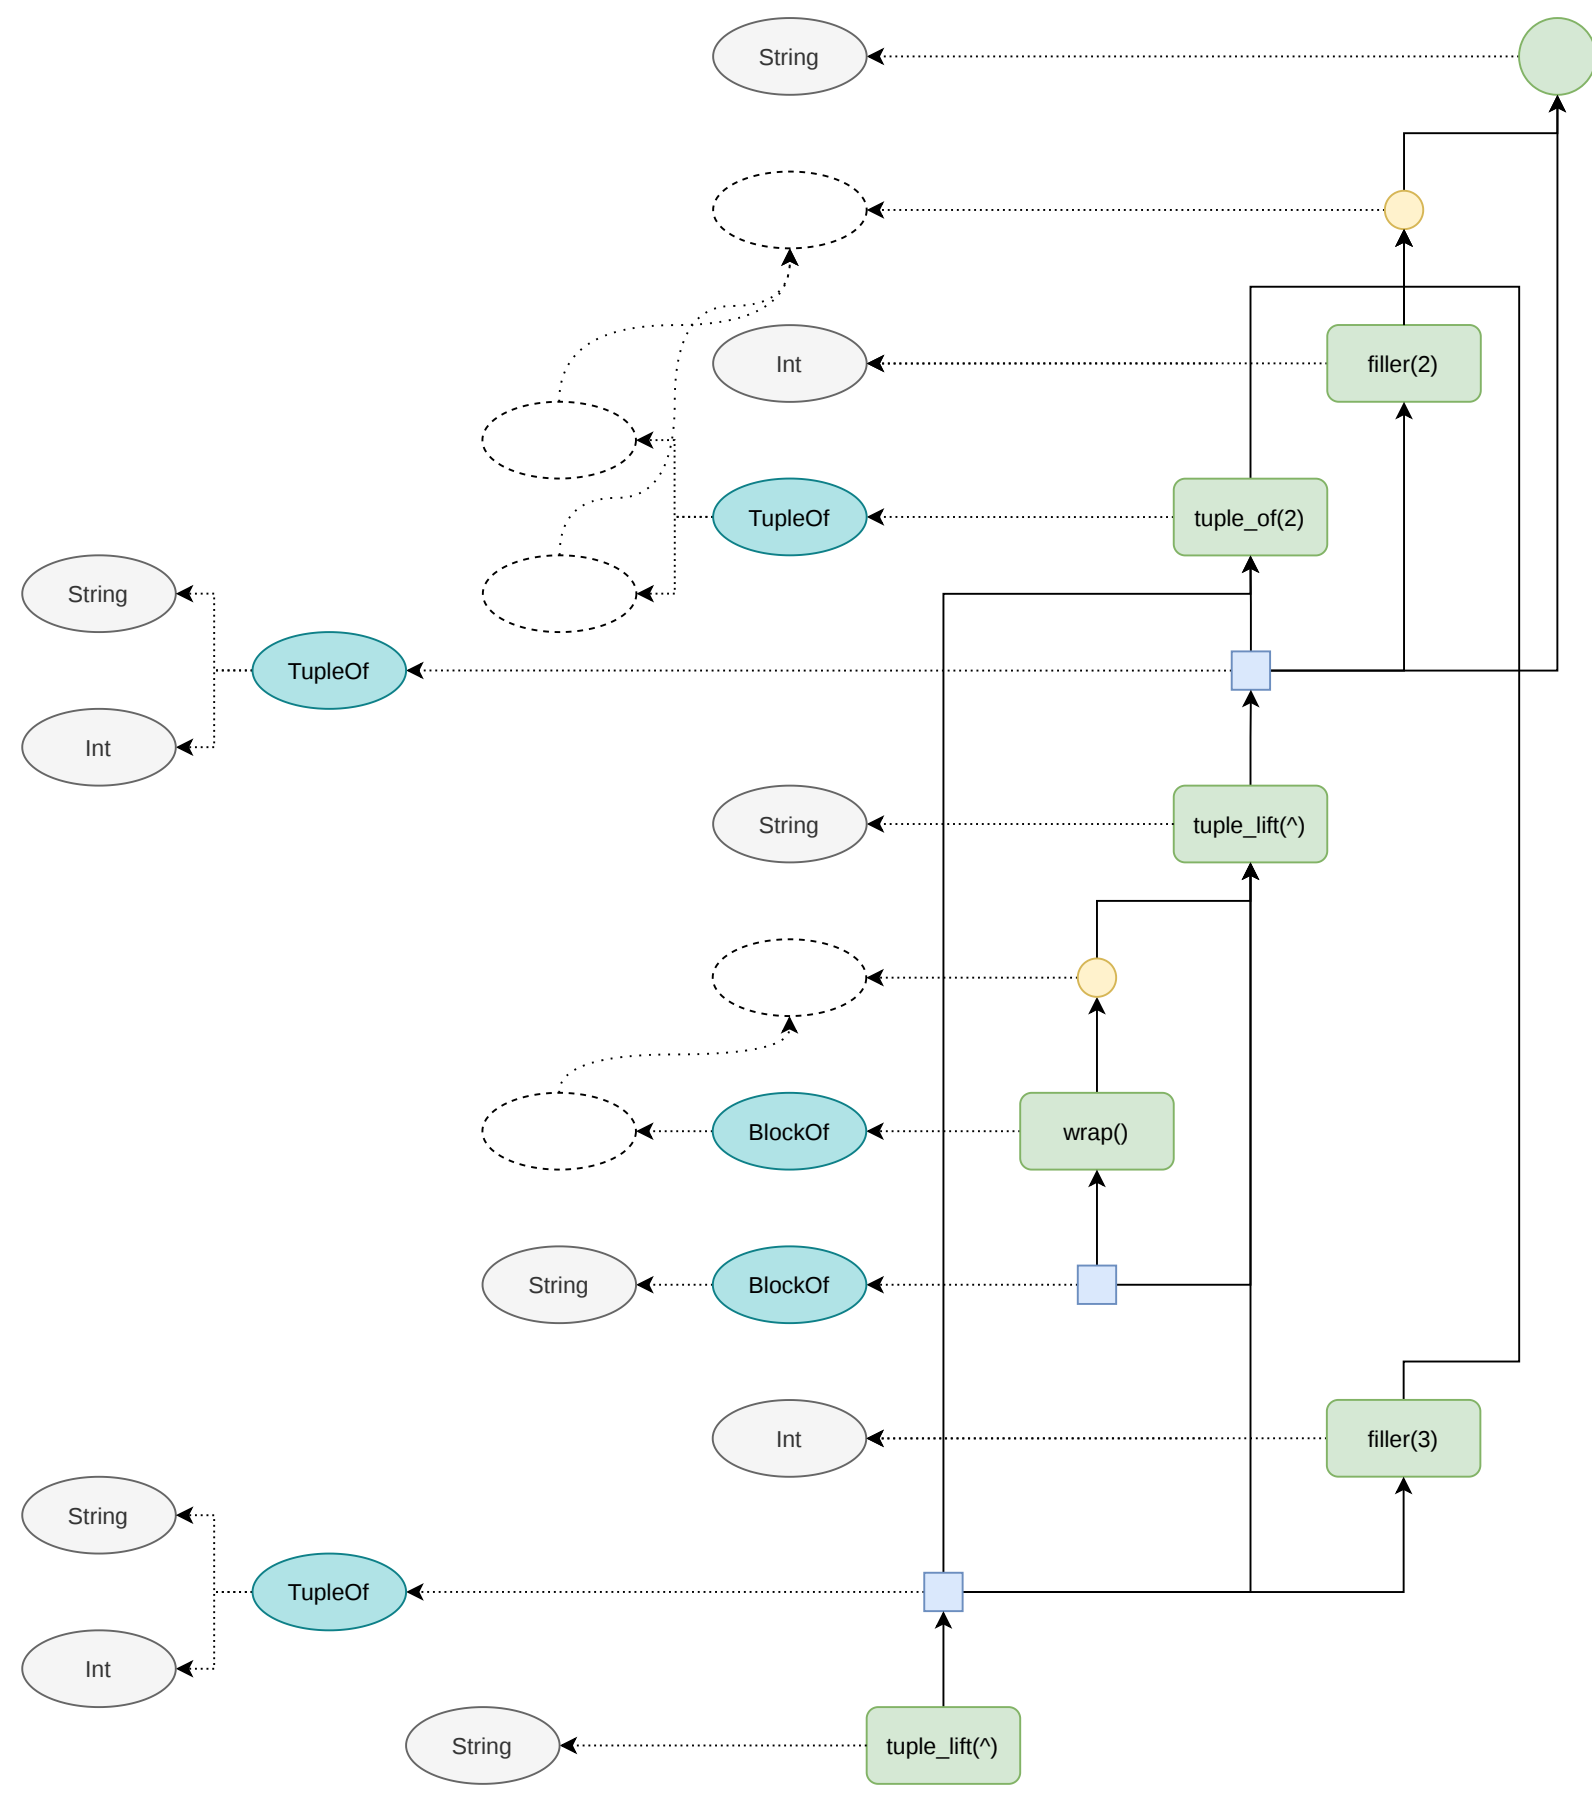 String
Int
filler(2)
TupleOf
tuple_of(2)
String
TupleOf
Int
String
tuple_lift(^)
BlockOf
wrap()
String
BlockOf
Int
filler(3)
String
TupleOf
Int
String
tuple_lift(^)